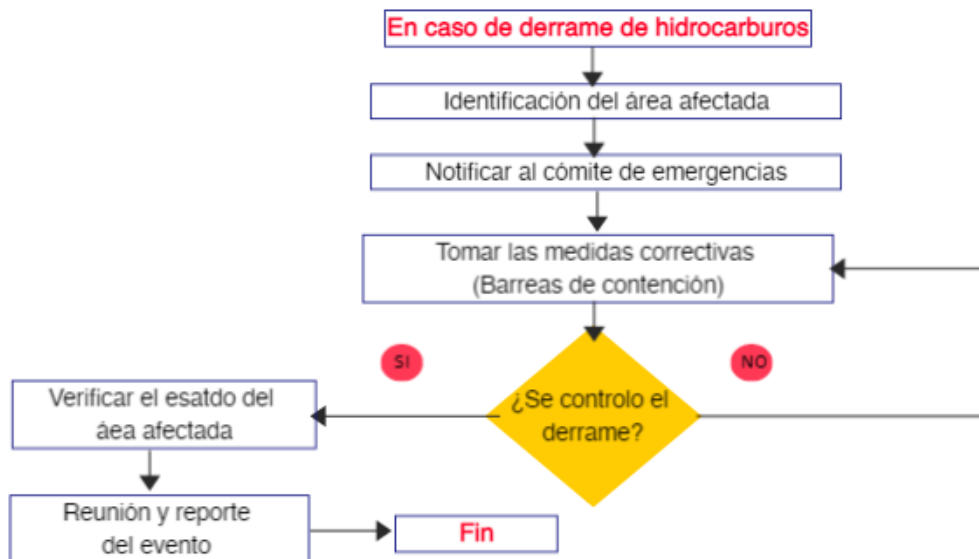 En caso de derrame de hidrocarburos
Identificación del área afectada
Notificar al cómite de emergencias
Tomar las medidas correctivas
(Barreas de contención)
SI
NO
¿Se controlo el
derrame?
Verificar el esatdo del
áea afectada
Reunión y reporte
del evento
Fin